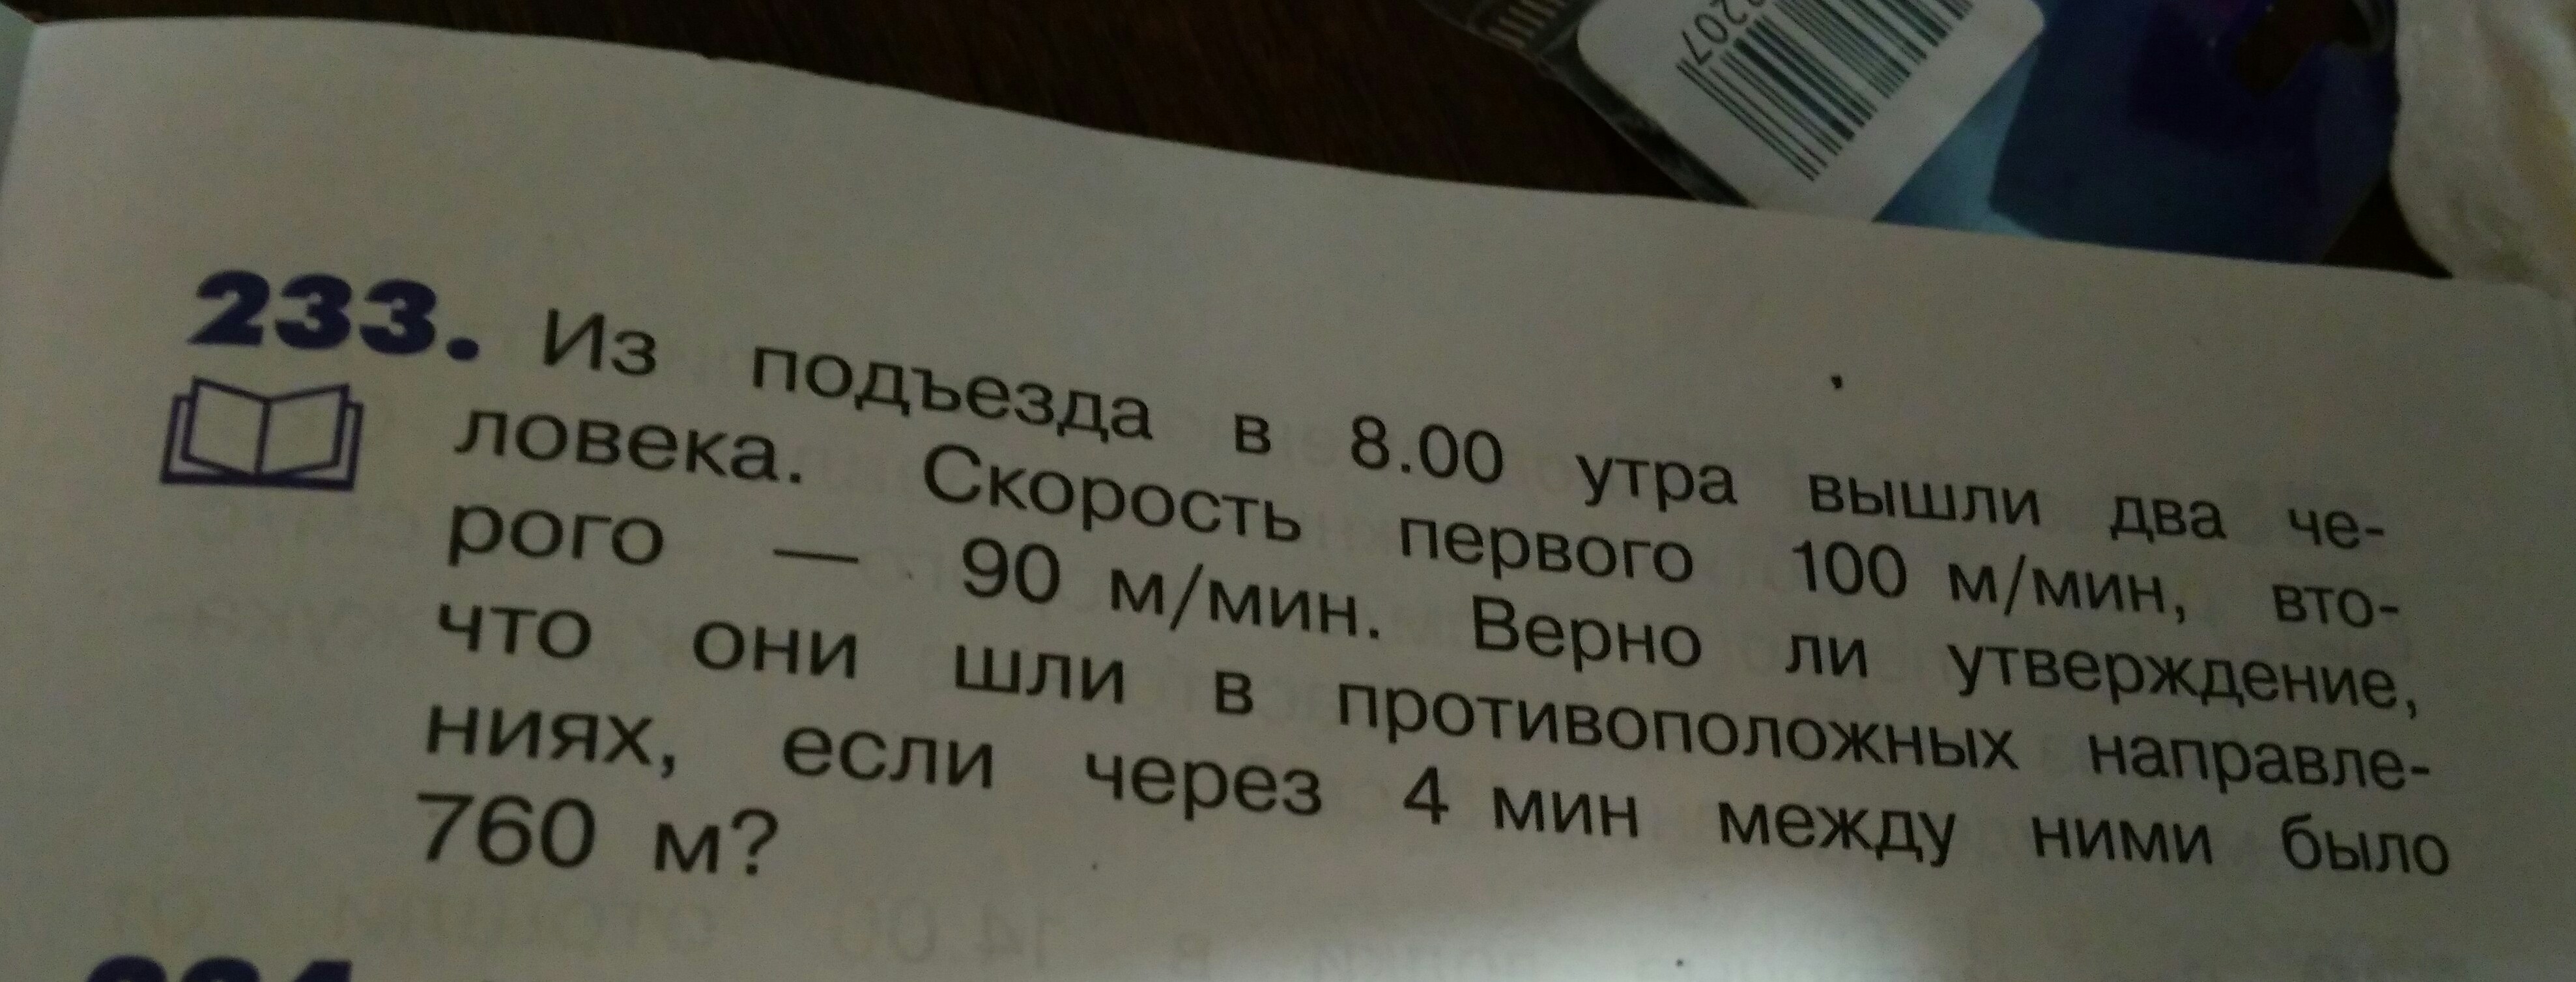 2207
233. Из подъезда в 8.00 утра вышли два че-
ловека. Скорость первого 100 м/мин, вто-
рого — 90 м/мин. Верно ли утверждение,
что они шли в противоположных направле-
ниях, если через 4 мин между ними было
760 м?